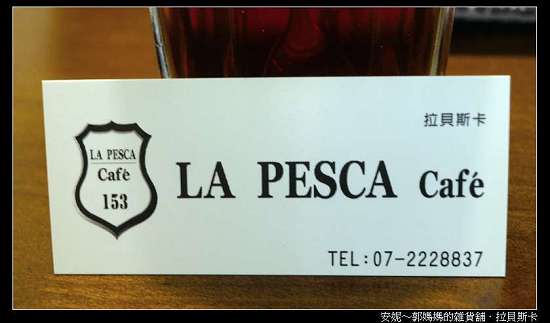 拉貝斯卡
LA PESCA
Café
153
LA PESCA Café
TEL:07-2228837
安妮～郭媽媽的雜貨舖·拉貝斯卡